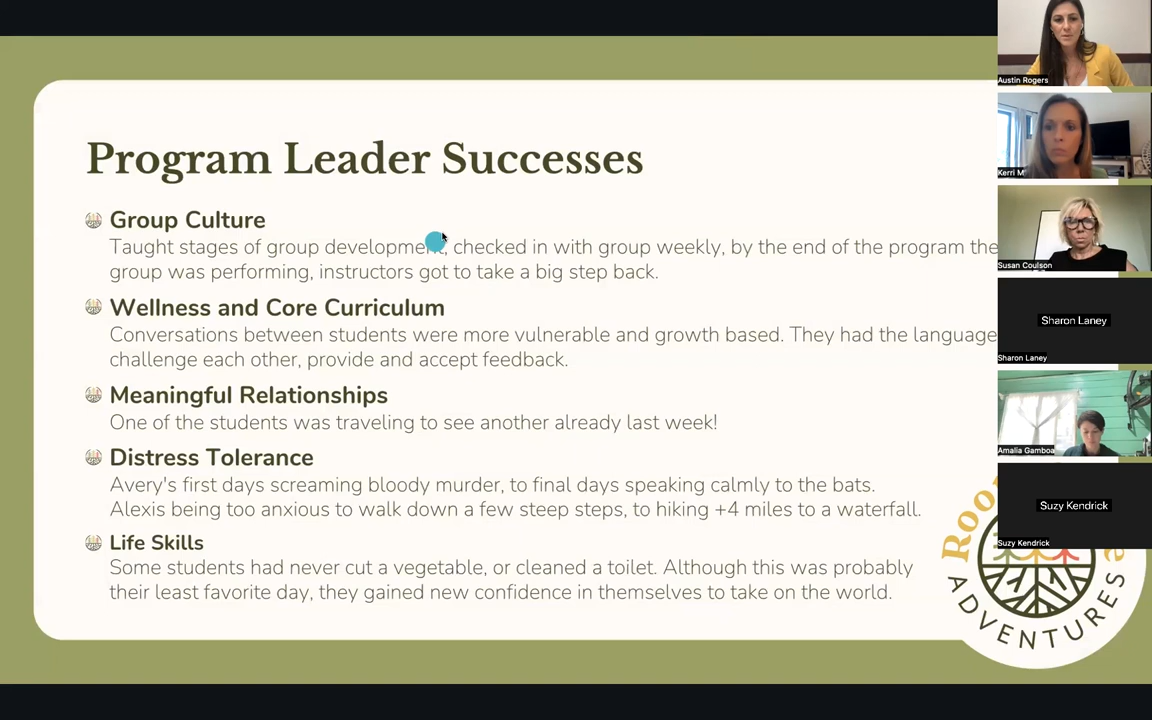 Program Leader Successes
Group Culture
Taught stages of group development, checked in with group weekly, by the end of the program the
group was performing, instructors got to take a big step back.
Wellness and Core Curriculum
Conversations between students were more vulnerable and growth based. They had the language
challenge each other, provide and accept feedback.
Meaningful Relationships
One of the students was traveling to see another already last week!
Distress Tolerance
Avery's first days screaming bloody murder, to final days speaking calmly to the bats.
Alexis being too anxious to walk down a few steep steps, to hiking +4 miles to a waterfall.
Life Skills
Some students had never cut a vegetable, or cleaned a toilet. Although this was probably
their least favorite day, they gained new confidence in themselves to take on the world.
Austin Rogers
Kerri M
Susan Coulson
Sharon Laney
Sharon Laney
Amalia Gamboa
Suzy Kendrick
Suzy Kendrick
ADVENTURES